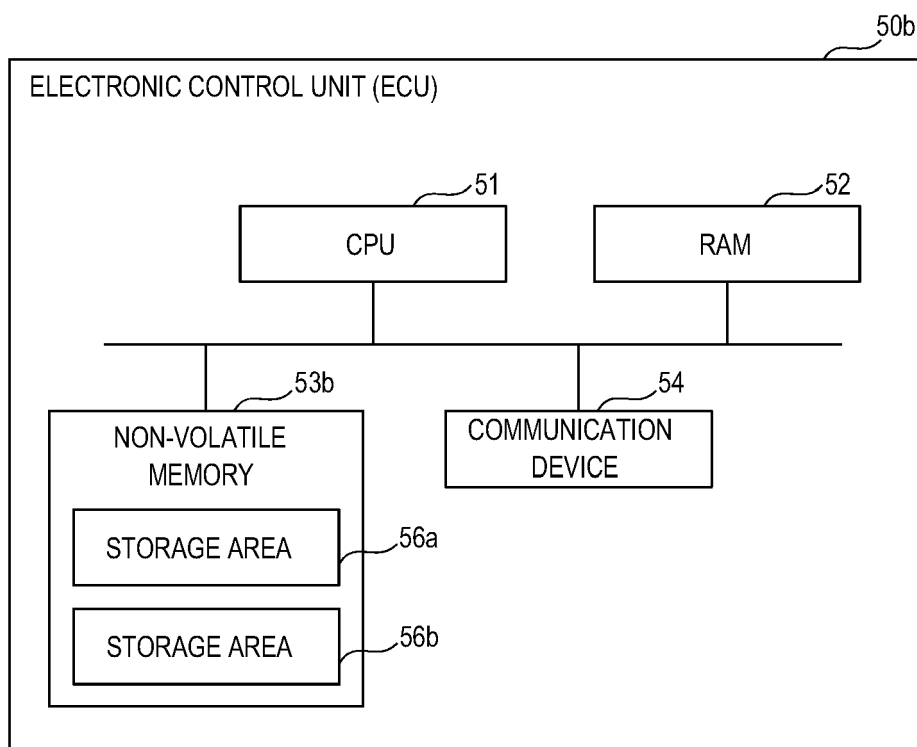 50b
ELECTRONIC CONTROL UNIT (ECU)
51
52
CPU
RAM
53b
54
NON-VOLATILE
MEMORY
COMMUNICATION
DEVICE
STORAGE AREA
56a
STORAGE AREA
56b